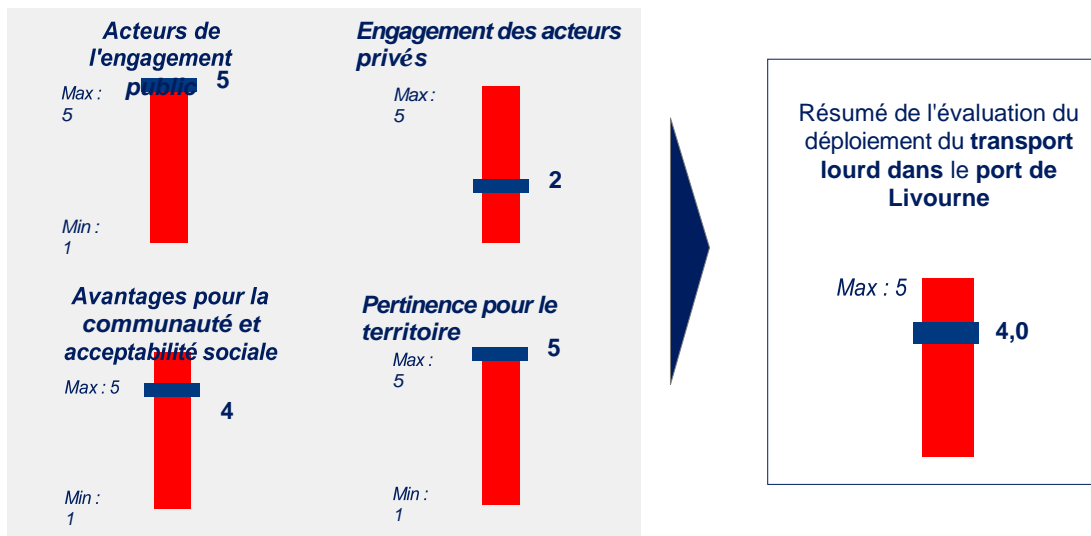 Acteurs de
l'engagement
public
5
Max :
5
Min :
1
Engagement des acteurs
privés
Max :
5
2
Avantages pour la
communauté et
acceptabilité sociale
Max : 5
4
Min :
1
Pertinence pour le
territoire
5
Max :
5
Min :
1
Résumé de l'évaluation du
déploiement du transport
lourd dans le port de
Livourne
Max : 5
4,0